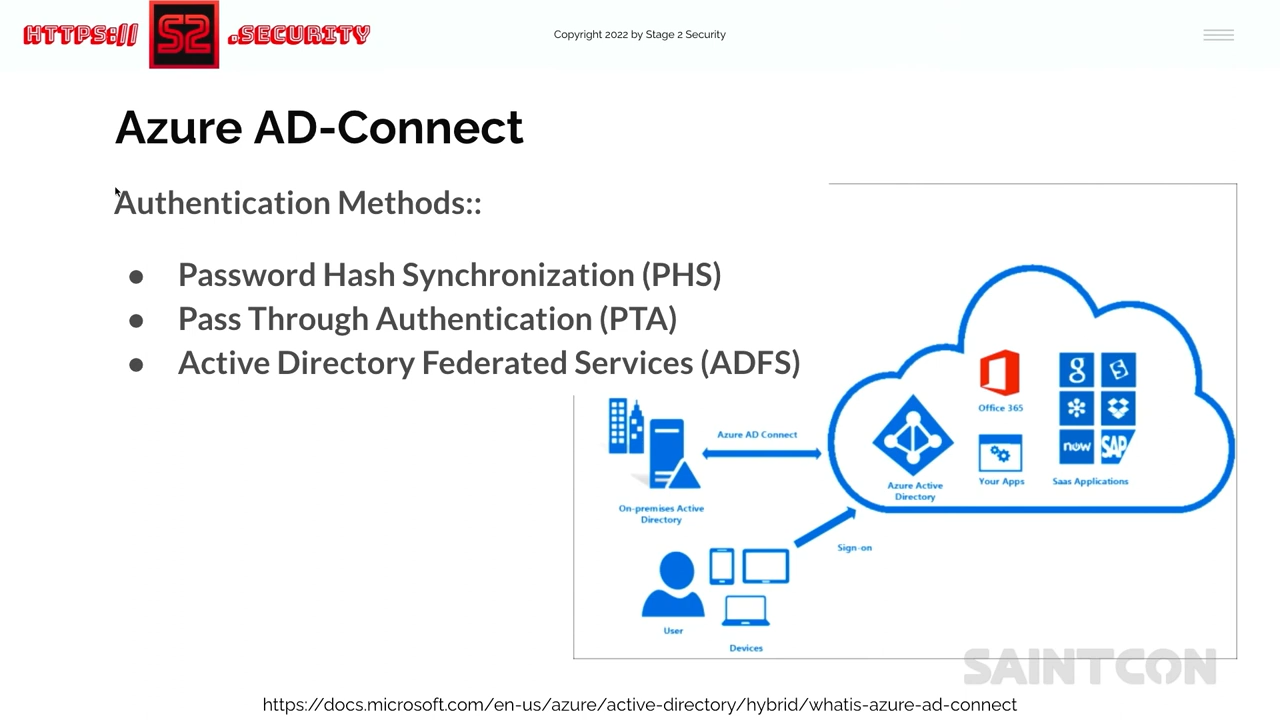 HTTPS:// S2 .SECURITY
Copyright 2022 by Stage 2 Security
Azure AD-Connect
Authentication Methods::
● Password Hash Synchronization (PHS)
● Pass Through Authentication (PTA)
● Active Directory Federated Services (ADFS)
Azure AD Connect
On-premises Active
Directory
Azure Active
Directory
Office 365
Your Apps
g
now
SAP
Saas Applications
Sign-on
User
Devices
SAINTCON
https://docs.microsoft.com/en-us/azure/active-directory/hybrid/whatis-azure-ad-connect